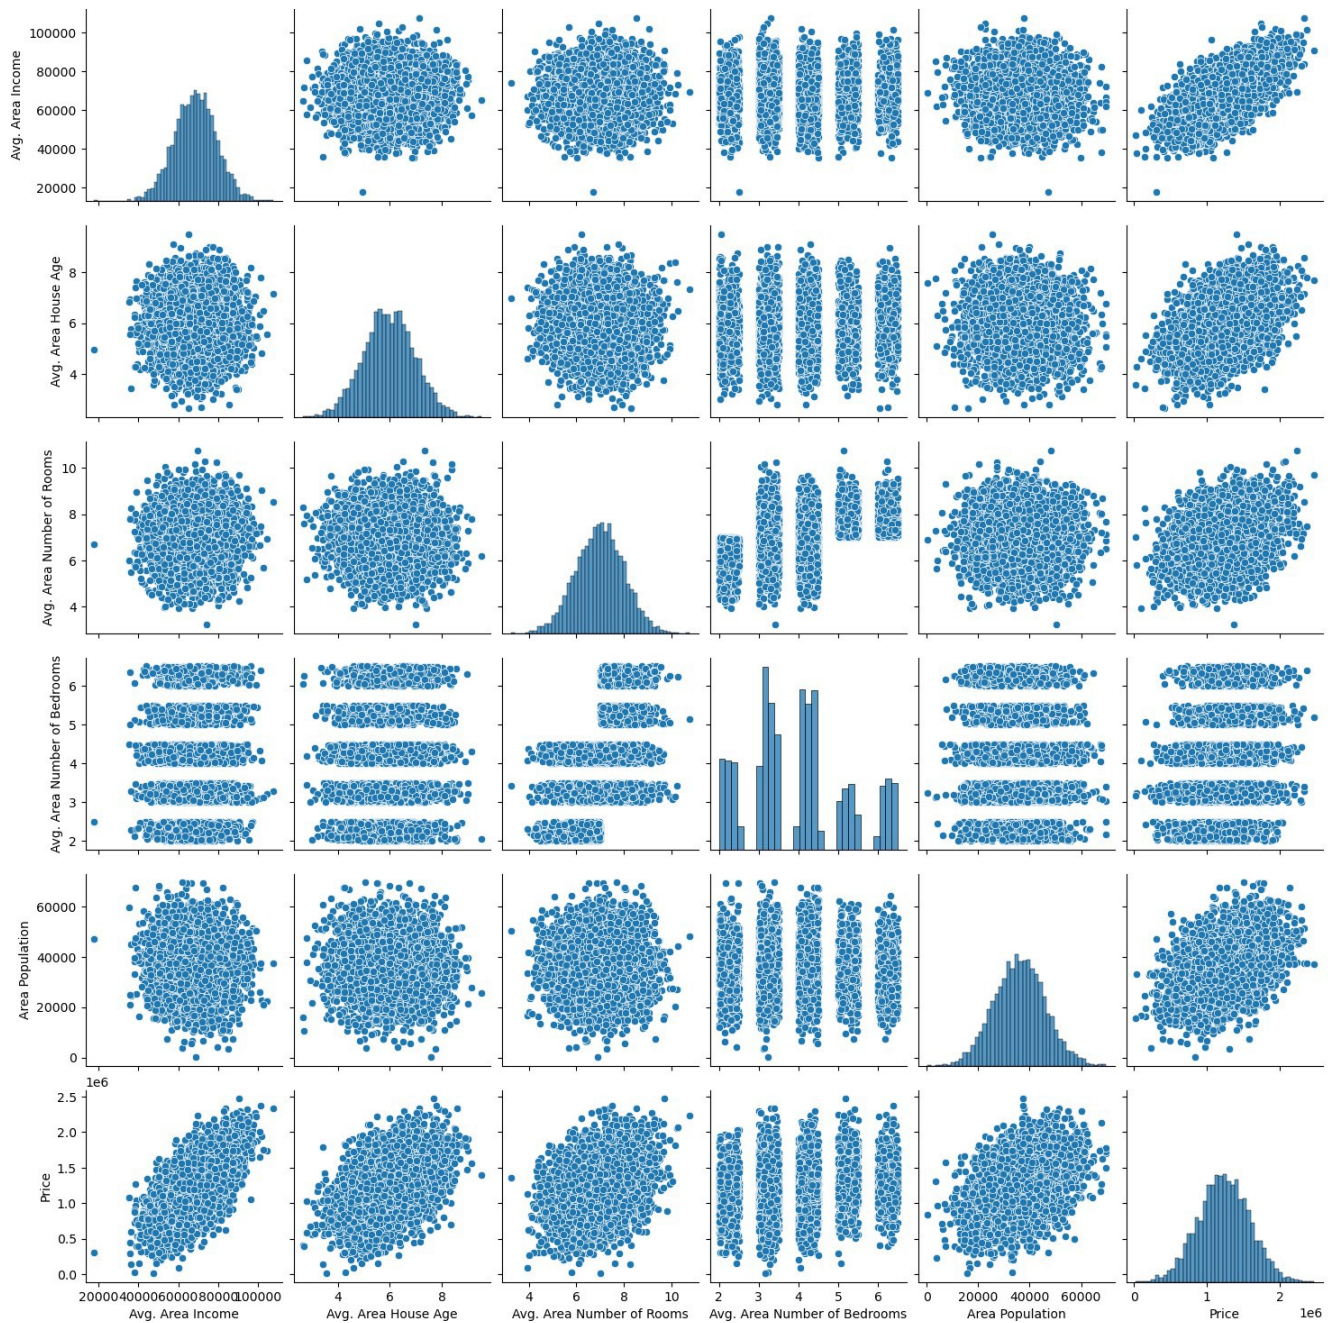 100000
80000
60000
40000
20000
Avg. Area Income
8
6
4
Avg. Area House Age
10
8
6
4
Avg. Area Number of Rooms
6
5
4
3
2
Avg. Area Number of Bedrooms
60000
40000
20000
0
Area Population
1e6
2.5
2.0
1.5
1.0
0.5
0.0
Price
20000 40000 60000 80000 100000
4 6 8
4 6 8 10
2 3 4 5 6
0 20000 40000 60000
0 1 2
1e6
Avg. Area Income
Avg. Area House Age
Avg. Area Number of Rooms
Avg. Area Number of Bedrooms
Area Population
Price